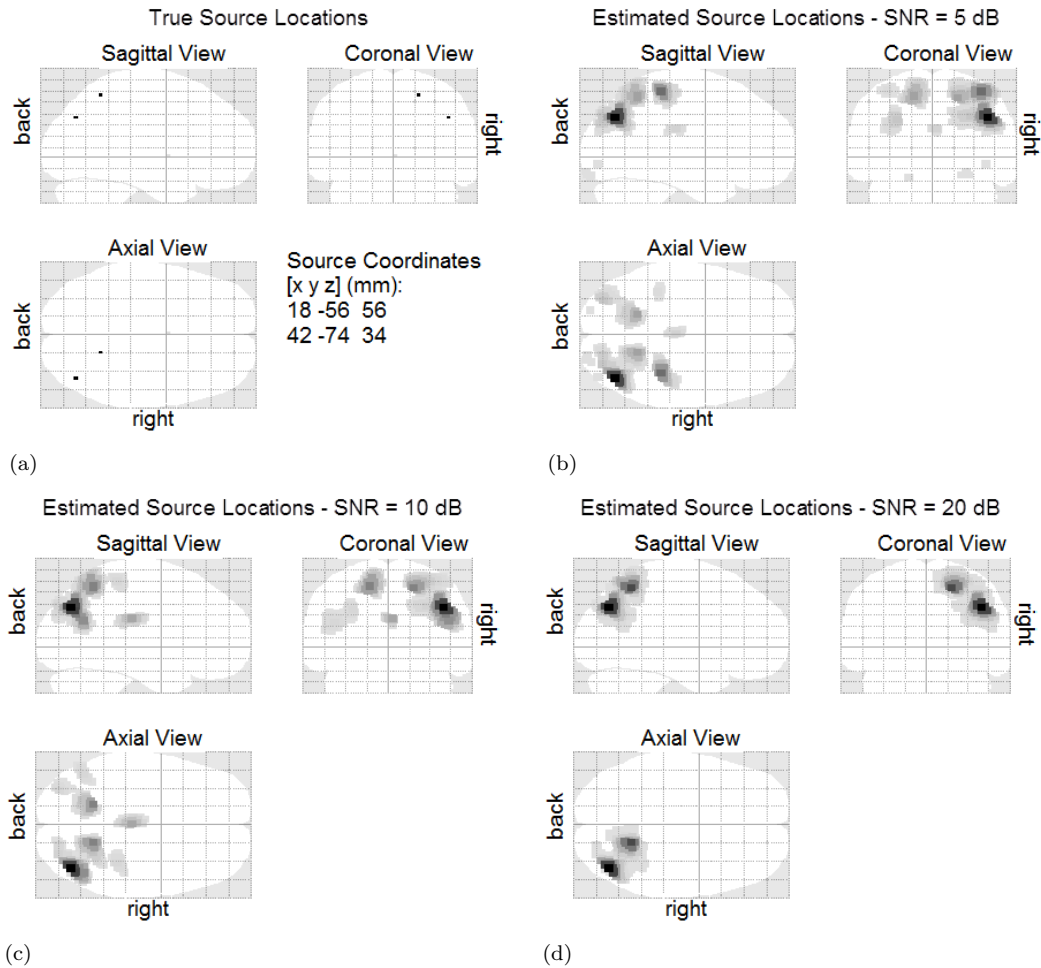 True Source Locations
Sagittal View
Coronal View
back
right
Axial View
back
right
Source Coordinates
[x y z] (mm):
18 -56 56
42 -74 34
(a)
Estimated Source Locations - SNR = 5 dB
Sagittal View
Coronal View
back
right
Axial View
back
right
(b)
Estimated Source Locations - SNR = 10 dB
Sagittal View
Coronal View
back
right
Axial View
back
right
(c)
Estimated Source Locations - SNR = 20 dB
Sagittal View
Coronal View
back
right
Axial View
back
right
(d)